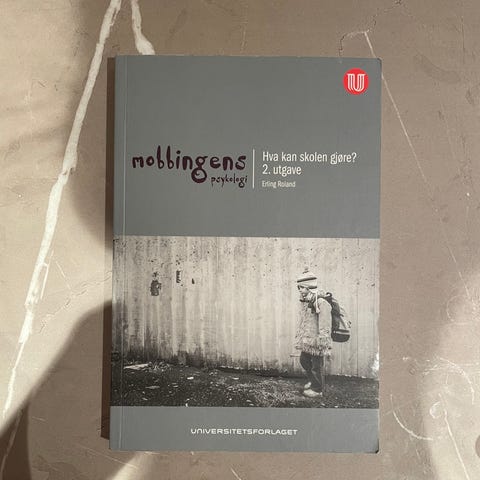 U
mobbingens
psykologi
Hva kan skolen gjøre?
2. utgave
Erling Roland
UNIVERSITETSFORLAGET